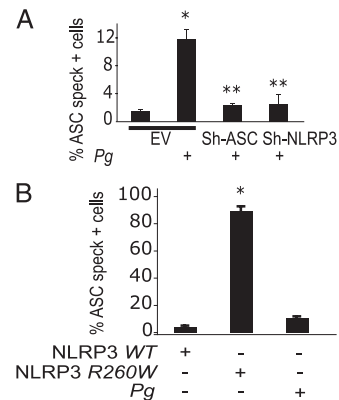 A
% ASC speck + cells
12
8
4
0
*
** **
EV Sh-ASC Sh-NLRP3
Pg + + +
B
% ASC speck + cells
100
80
60
40
20
0
*
NLRP3 WT + - -
NLRP3 R260W - + -
Pg - - +